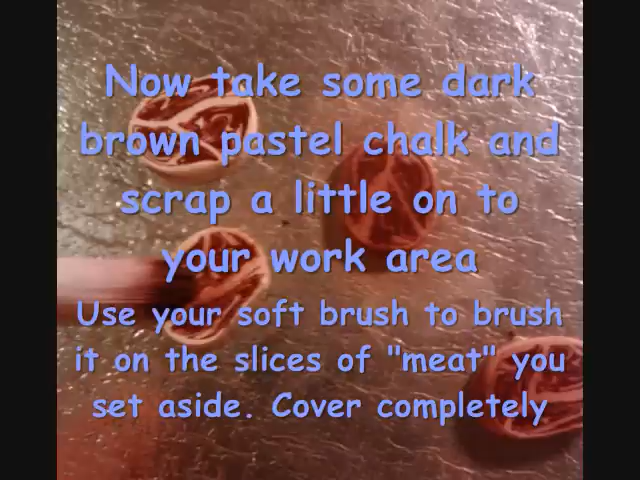 Now take some dark
brown pastel chalk and
scrap a little on to
your work area
Use your soft brush to brush
it on the slices of "meat" you
set aside. Cover completely